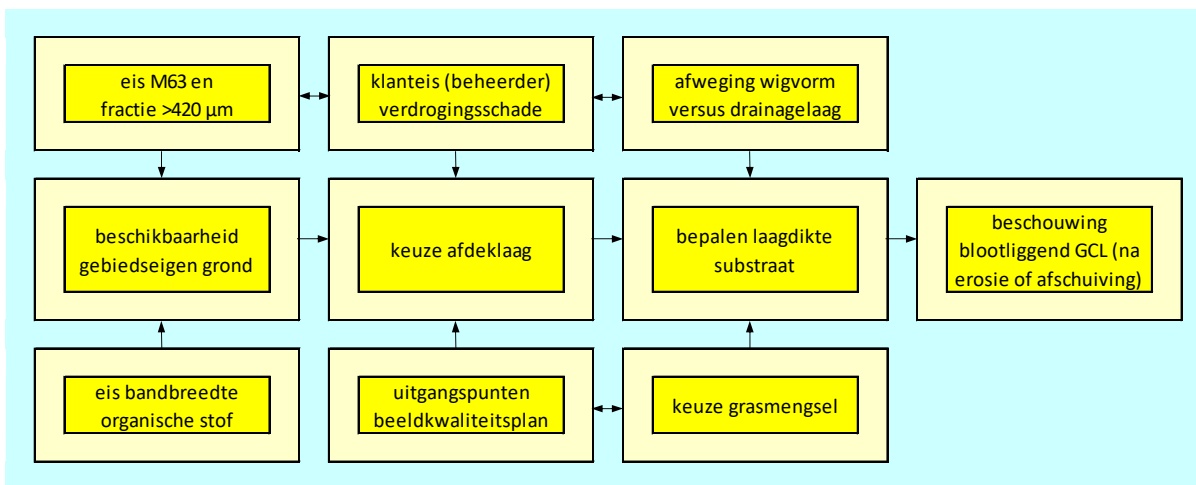 eis M63 en
fractie >420 µm
klanteis (beheerder)
verdrogingsschade
afweging wigvorm
versus drainagelaag
beschikbaarheid
gebiedseigen grond
keuze afdeklaag
bepalen laagdikte
substraat
beschouwing
blootliggend GCL (na
erosie of afschuiving)
eis bandbreedte
organische stof
uitgangspunten
beeldkwaliteitsplan
keuze grasmengsel